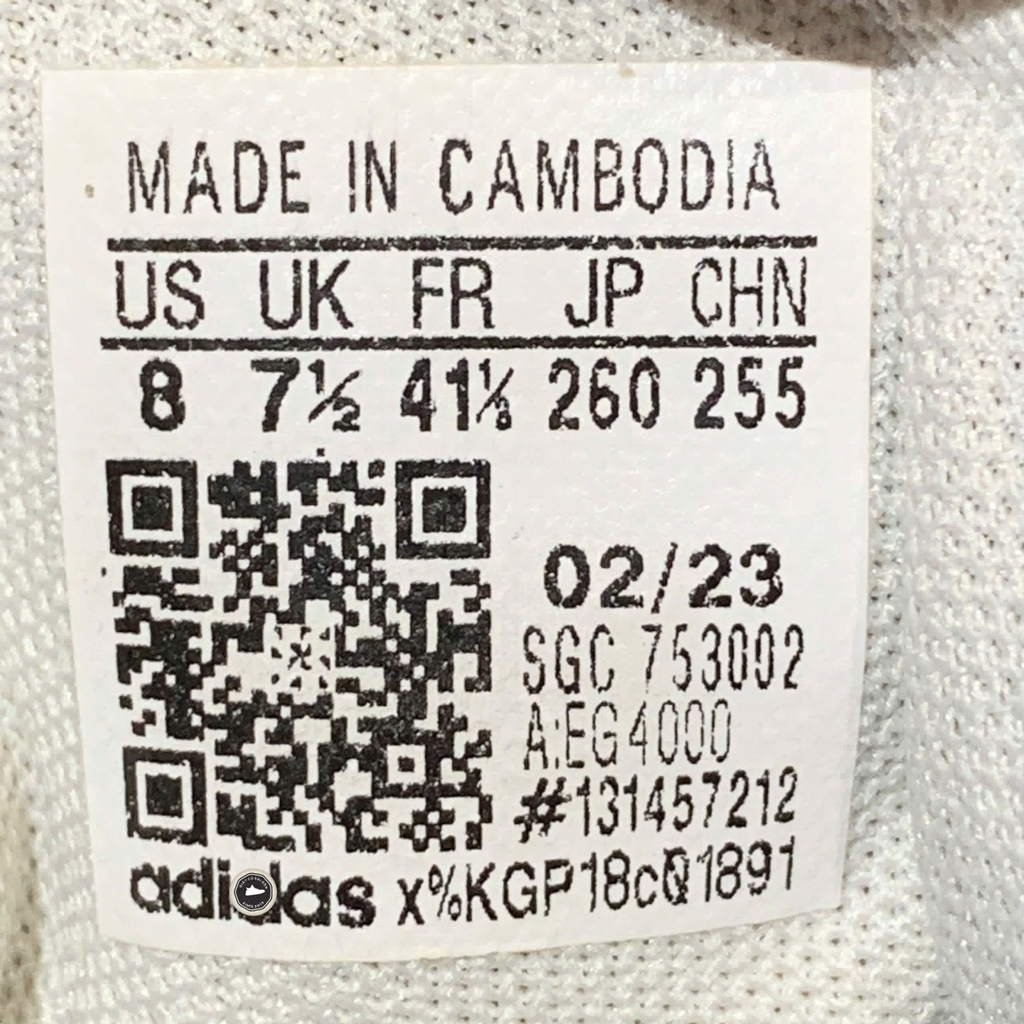 MADE IN CAMBODIA
US UK FR JP CHN
8 7½ 41⅓ 260 255
02/23
SGC 753002
A:EG4000
#131457212
adidas x%KGP18cQ1891